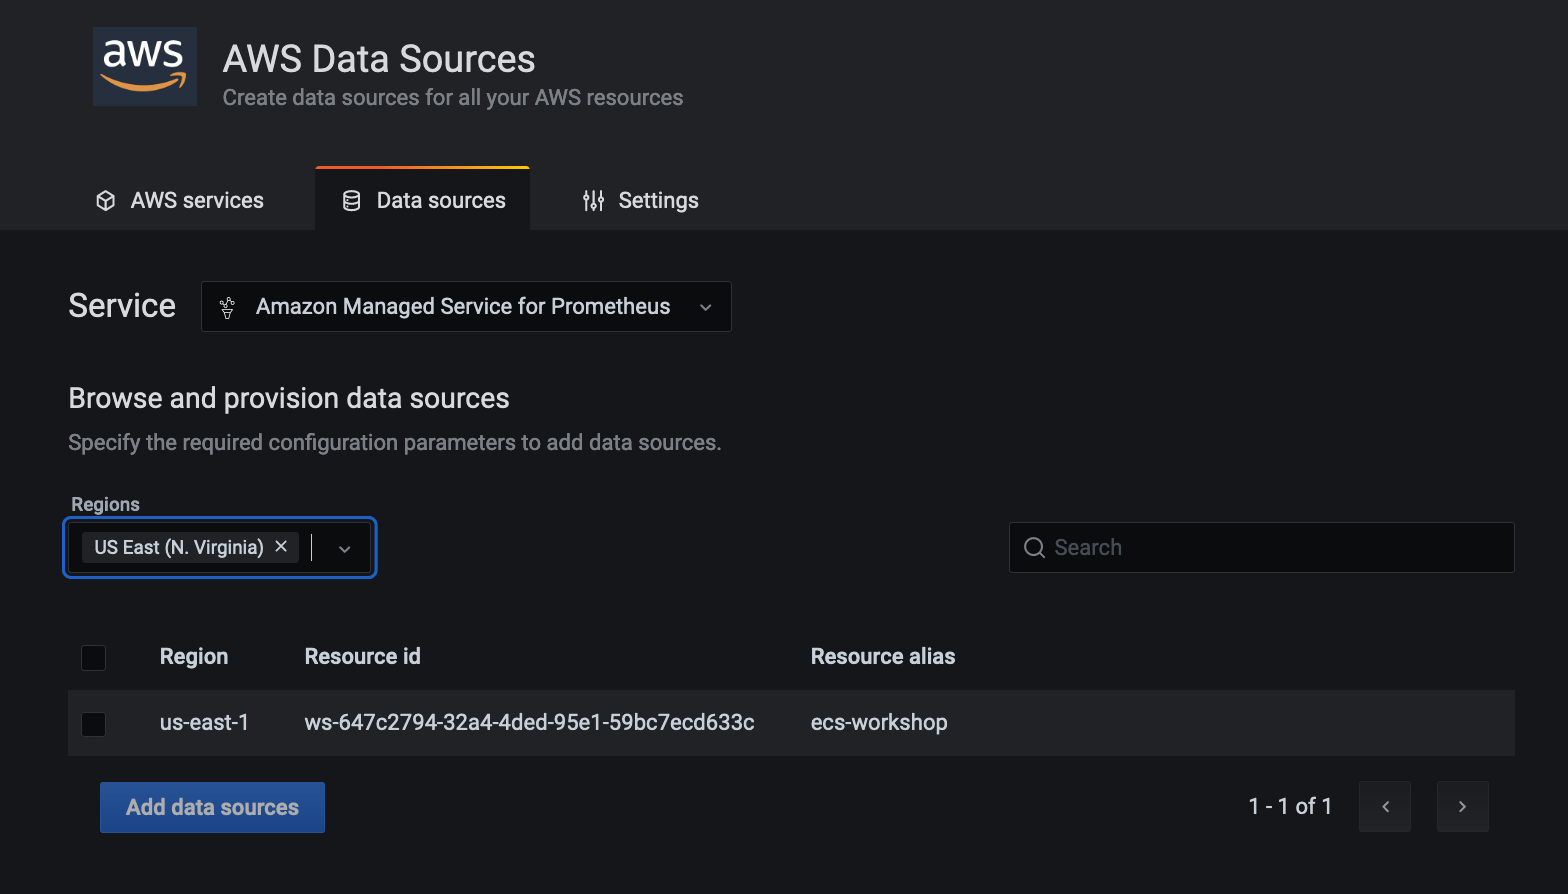 aws
AWS Data Sources
Create data sources for all your AWS resources
AWS services Data sources Settings
Service Amazon Managed Service for Prometheus
Browse and provision data sources
Specify the required configuration parameters to add data sources.
Regions
US East (N. Virginia)
Search
Region Resource id Resource alias
us-east-1 ws-647c2794-32a4-4ded-95e1-59bc7ecd633c ecs-workshop
Add data sources 1 - 1 of 1